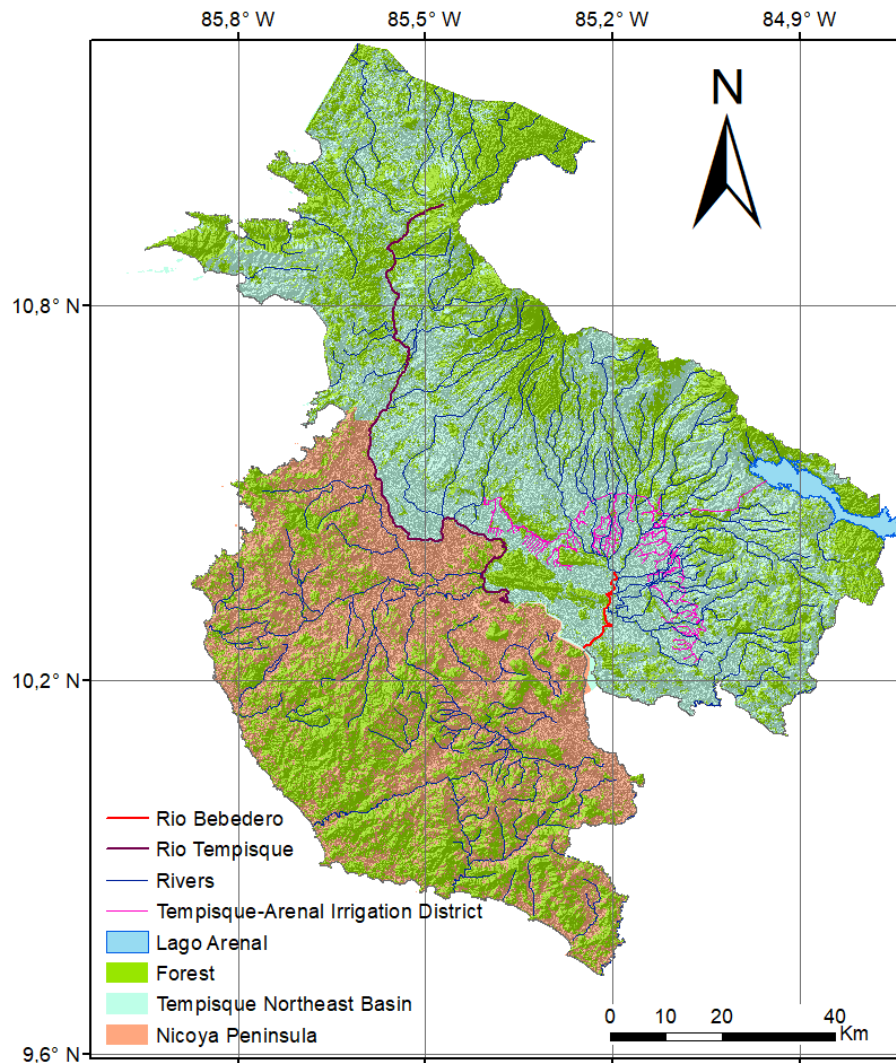 85,8° W 85,5° W 85,2° W 84,9° W
N
10,8° N
10,2° N
Rio Bebedero
Rio Tempisque
Rivers
Tempisque-Arenal Irrigation District
Lago Arenal
Forest
Tempisque Northeast Basin
Nicoya Peninsula
0 10 20 40
Km
9,6° N